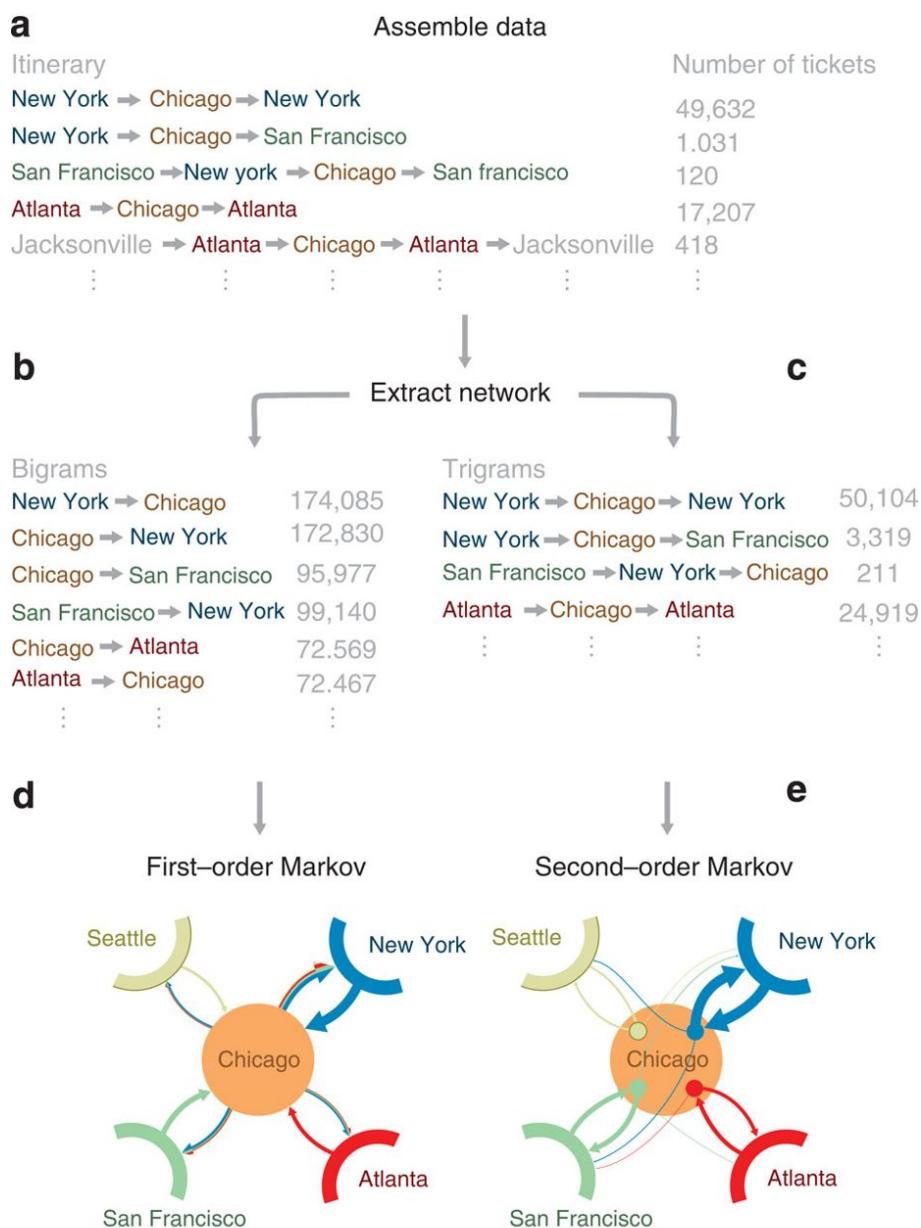 a Assemble data
Itinerary Number of tickets
New York → Chicago → New York 49,632
New York → Chicago → San Francisco 1.031
San Francisco → New york → Chicago → San francisco 120
Atlanta → Chicago → Atlanta 17,207
Jacksonville → Atlanta → Chicago → Atlanta → Jacksonville 418
b Extract network c
Bigrams
New York → Chicago 174,085
Chicago → New York 172,830
Chicago → San Francisco 95,977
San Francisco → New York 99,140
Chicago → Atlanta 72.569
Atlanta → Chicago 72.467
Trigrams
New York → Chicago → New York 50,104
New York → Chicago → San Francisco 3,319
San Francisco → New York → Chicago 211
Atlanta → Chicago → Atlanta 24,919
d
First–order Markov
Seattle
New York
Chicago
San Francisco
Atlanta
e
Second–order Markov
Seattle
New York
Chicago
San Francisco
Atlanta